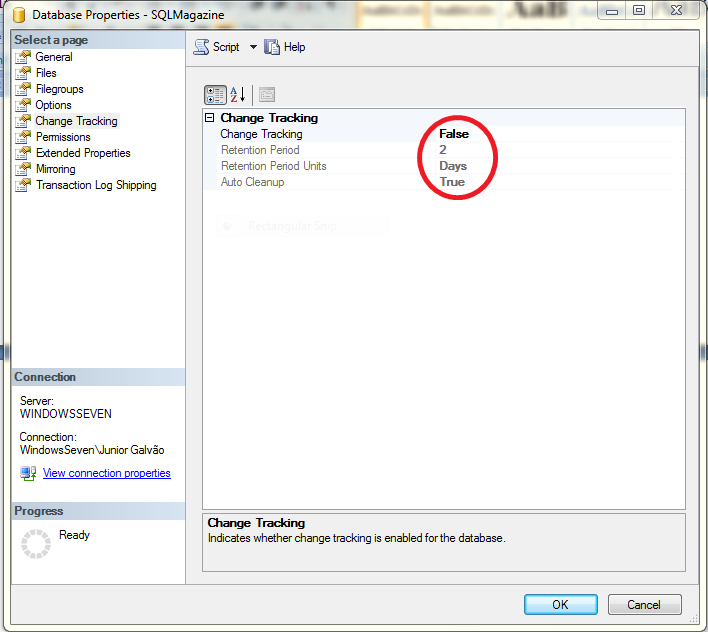 Database Properties - SQLMagazine
Select a page
General
Files
Filegroups
Options
Change Tracking
Permissions
Extended Properties
Mirroring
Transaction Log Shipping
Connection
Server:
WINDOWSSEVEN
Connection:
WindowsSeven\Junior Galvão
View connection properties
Progress
Ready
Script Help
Change Tracking
Change Tracking False
Retention Period 2
Retention Period Units Days
Auto Cleanup True
Rectangular Snip
Change Tracking
Indicates whether change tracking is enabled for the database.
OK Cancel